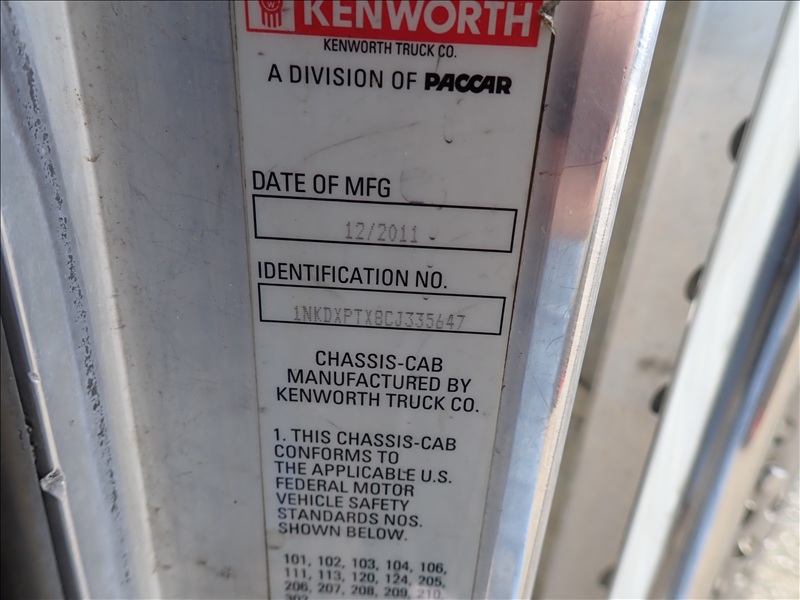 KENWORTH
KENWORTH TRUCK CO.
A DIVISION OF PACCAR
DATE OF MFG
12/2011
IDENTIFICATION NO.
1NKDXPTX8CJ335647
CHASSIS-CAB
MANUFACTURED BY
KENWORTH TRUCK CO.
1. THIS CHASSIS-CAB
CONFORMS TO
THE APPLICABLE U.S.
FEDERAL MOTOR
VEHICLE SAFETY
STANDARDS NOS.
SHOWN BELOW.
101, 102, 103, 104, 106,
111, 113, 120, 124, 205,
206, 207, 208, 209, 210,
302